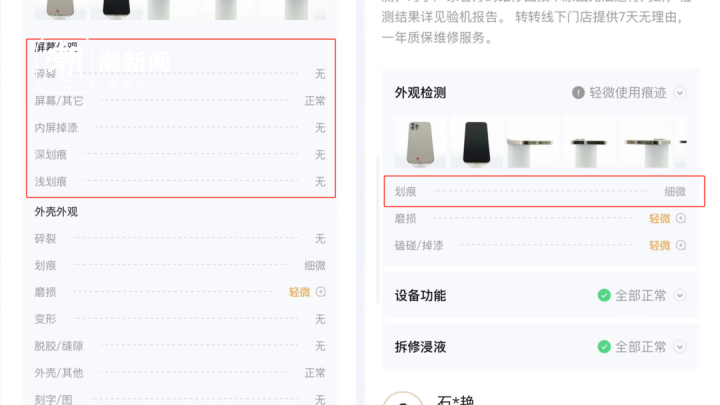 屏幕外观
碎裂 无
屏幕/其它 正常
内屏掉漆 无
深划痕 无
浅划痕 无
外壳外观
碎裂 无
划痕 细微
磨损 轻微
变形 无
脱胶/缝隙 无
外壳/其他 正常
刻字/图 无
潮新闻
测结果详见验机报告。转转线下门店提供7天无理由,
一年质保维修服务。
外观检测 轻微使用痕迹
划痕 细微
磨损 轻微
磕碰/掉漆 轻微
设备功能 全部正常
拆修浸液 全部正常
石*艳